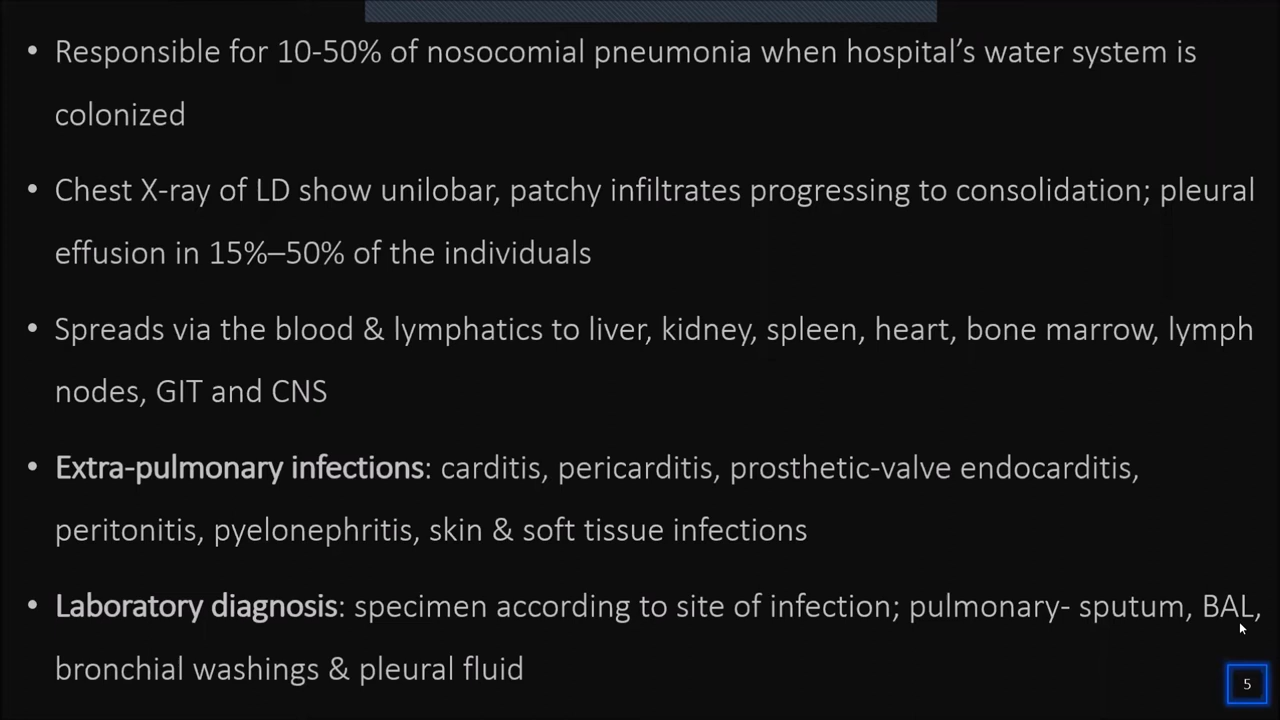 • Responsible for 10-50% of nosocomial pneumonia when hospital’s water system is
colonized
• Chest X-ray of LD show unilobar, patchy infiltrates progressing to consolidation; pleural
effusion in 15%–50% of the individuals
• Spreads via the blood & lymphatics to liver, kidney, spleen, heart, bone marrow, lymph
nodes, GIT and CNS
• Extra-pulmonary infections: carditis, pericarditis, prosthetic-valve endocarditis,
peritonitis, pyelonephritis, skin & soft tissue infections
• Laboratory diagnosis: specimen according to site of infection; pulmonary- sputum, BAL,
bronchial washings & pleural fluid
5